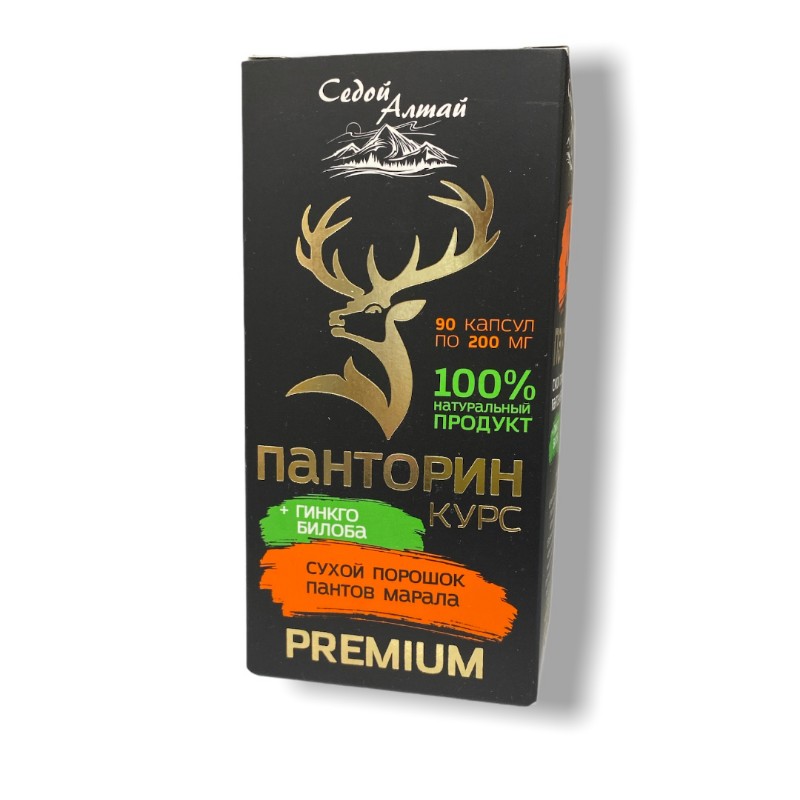 Седой
Алтай
90 КАПСУЛ
ПО 200 МГ
100%
НАТУРАЛЬНЫЙ
ПРОДУКТ
ПАНТОРИН
КУРС
+ ГИНКГО
БИЛОБА
СУХОЙ ПОРОШОК
ПАНТОВ МАРАЛА
PREMIUM